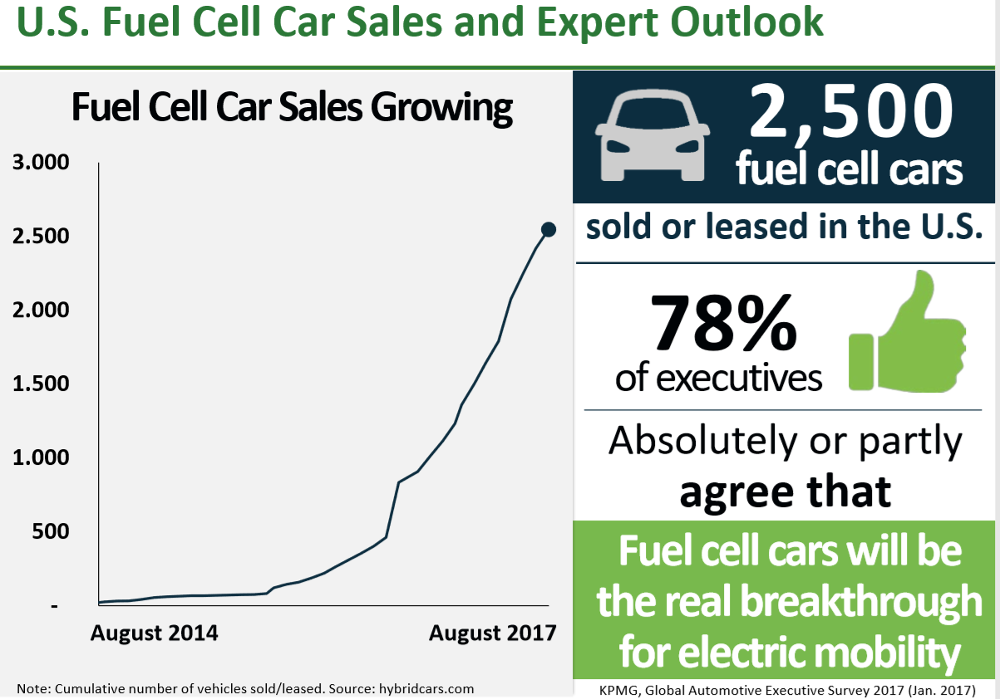 U.S. Fuel Cell Car Sales and Expert Outlook
Fuel Cell Car Sales Growing
3.000
2.500
2.000
1.500
1.000
500
-
August 2014
August 2017
Note: Cumulative number of vehicles sold/leased. Source: hybridcars.com
2,500
fuel cell cars
sold or leased in the U.S.
78%
of executives
Absolutely or partly
agree that
Fuel cell cars will be
the real breakthrough
for electric mobility
KPMG, Global Automotive Executive Survey 2017 (Jan. 2017)